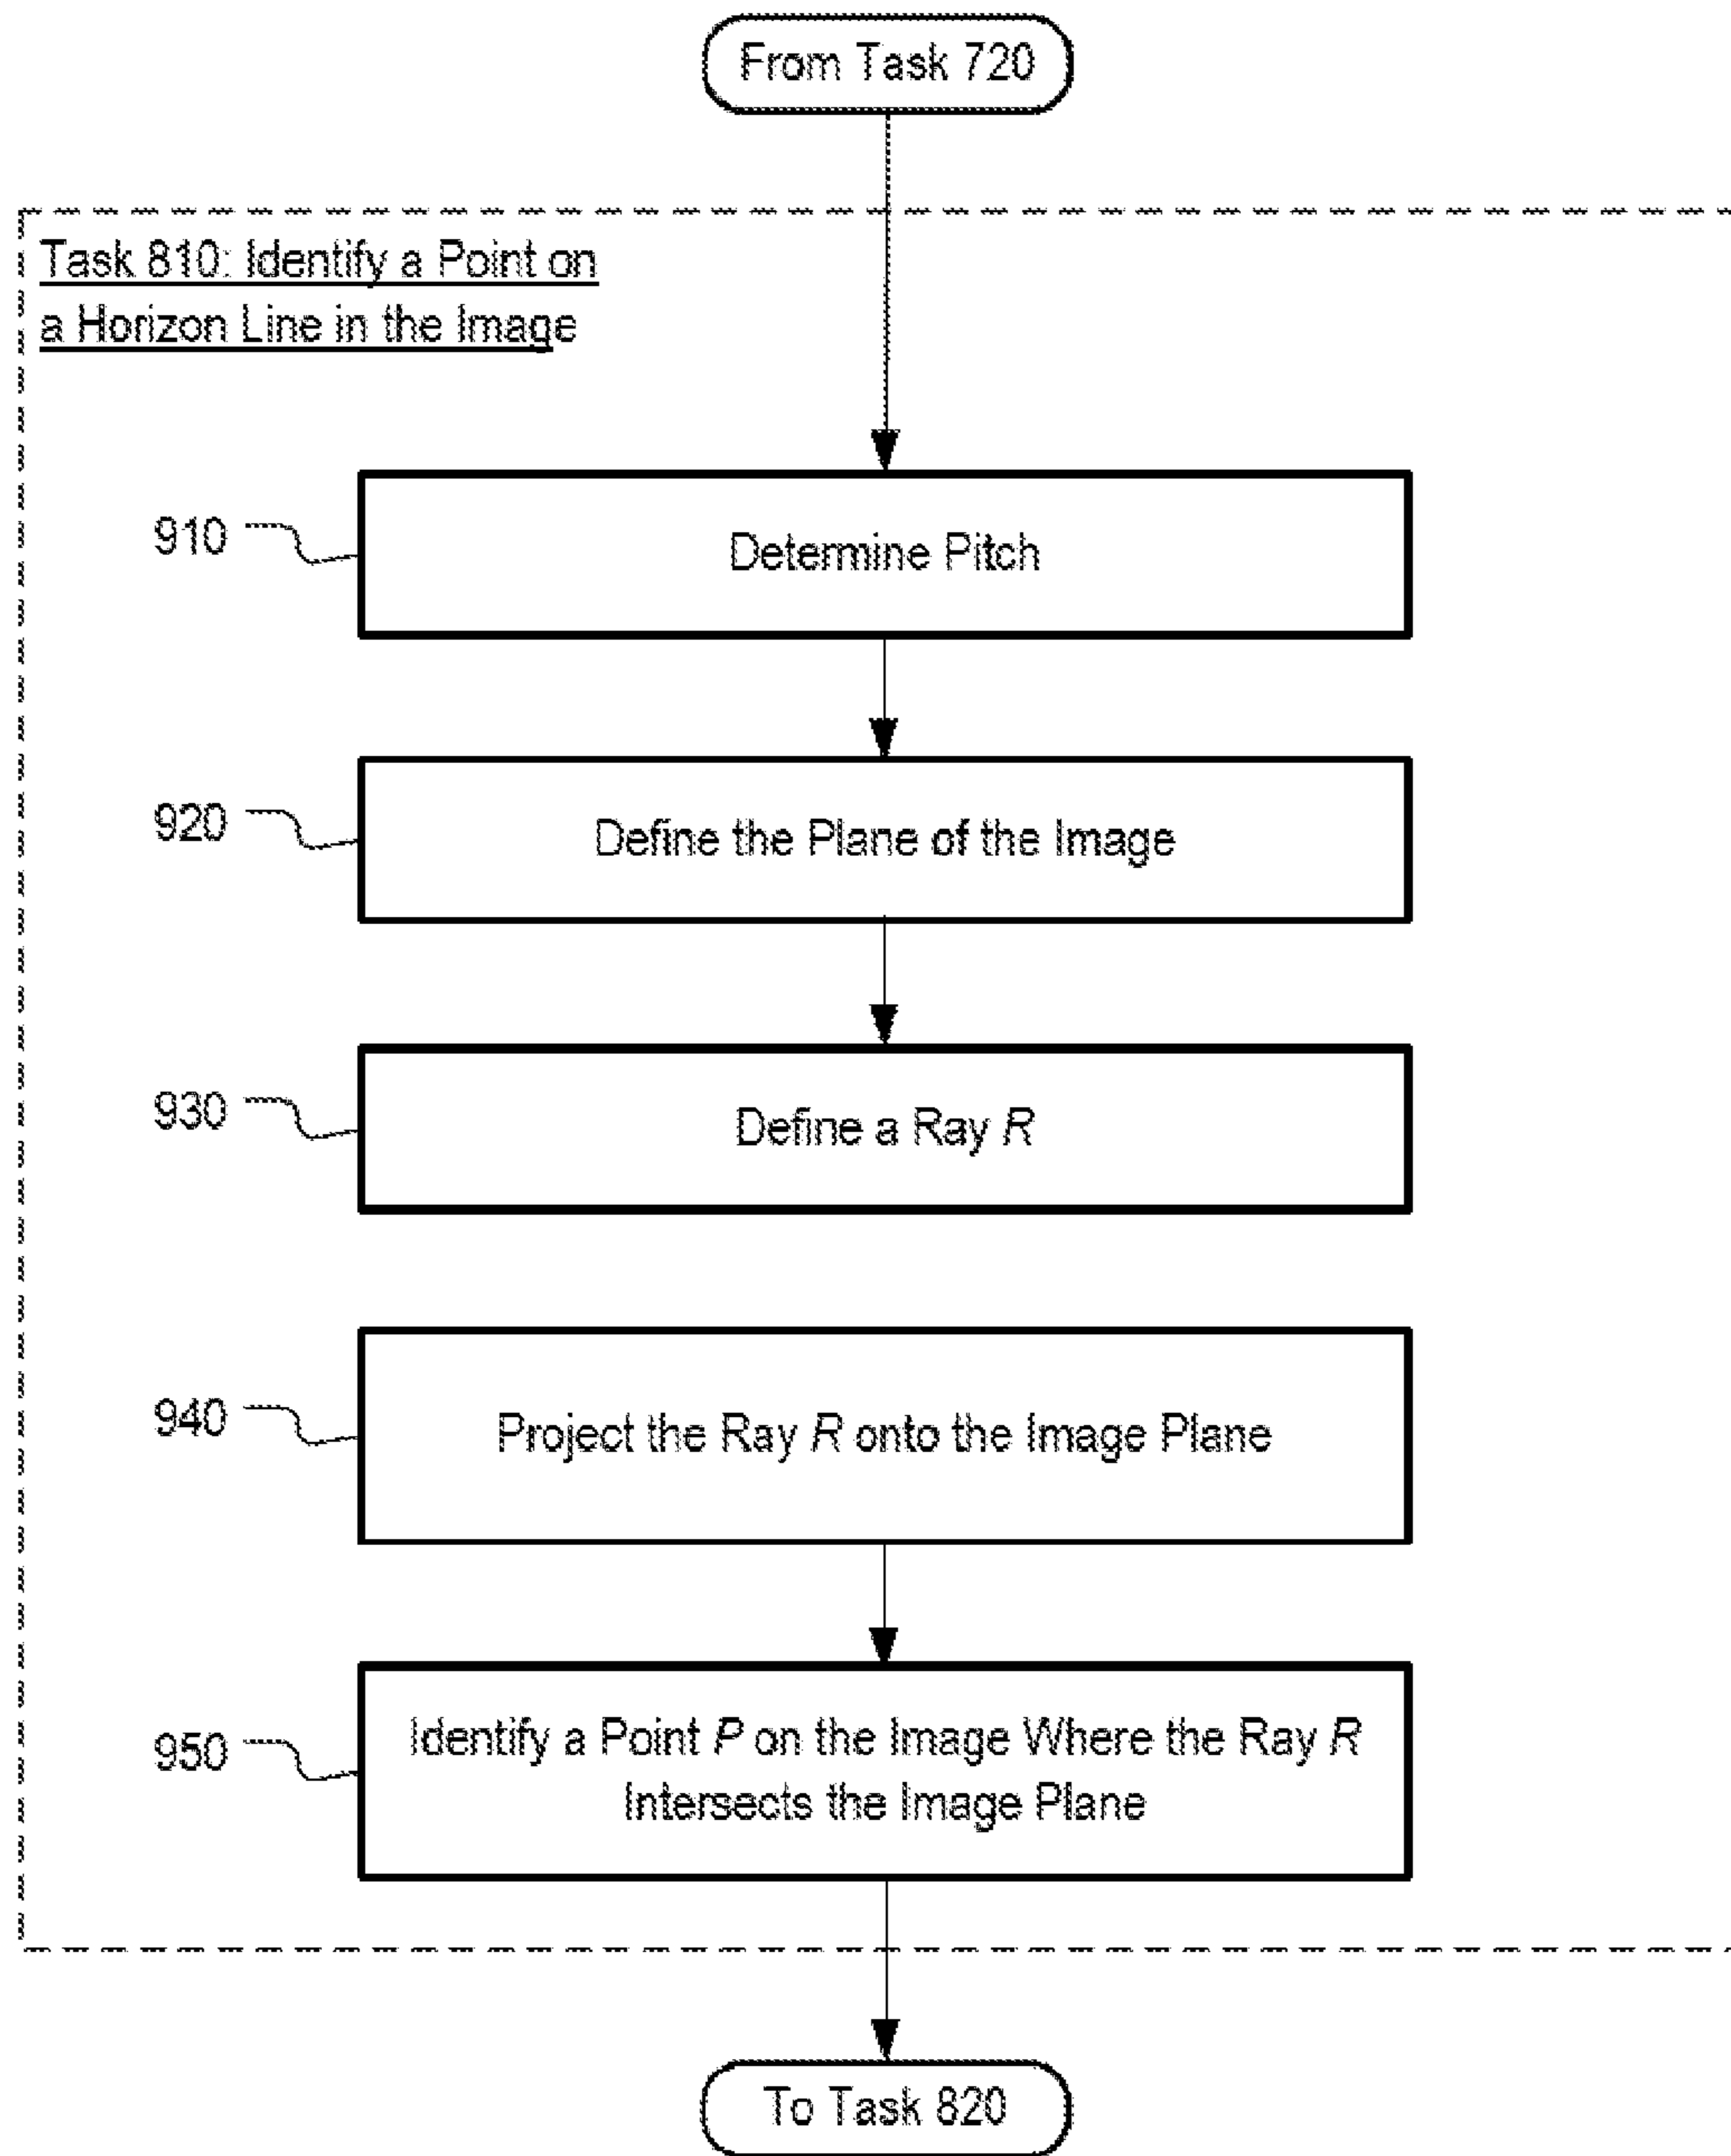 From Task 720
Task 810: Identify a Point on
a Horizon Line in the Image
910
Determine Pitch
920
Define the Plane of the Image
930
Define a Ray R
940
Project the Ray R onto the Image Plane
950
Identify a Point P on the Image Where the Ray R
Intersects the Image Plane
To Task 820